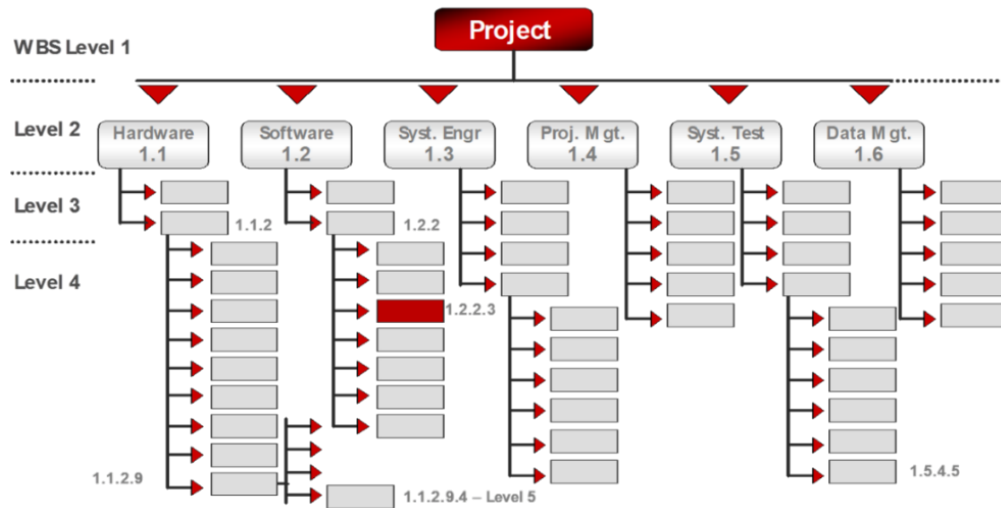 Project
WBS Level 1
Level 2
Hardware
1.1
Software
1.2
Syst. Engr
1.3
Proj. Mgt.
1.4
Syst. Test
1.5
Data Mgt.
1.6
Level 3
1.1.2
1.2.2
Level 4
1.2.2.3
1.1.2.9
1.5.4.5
1.1.2.9.4 – Level 5